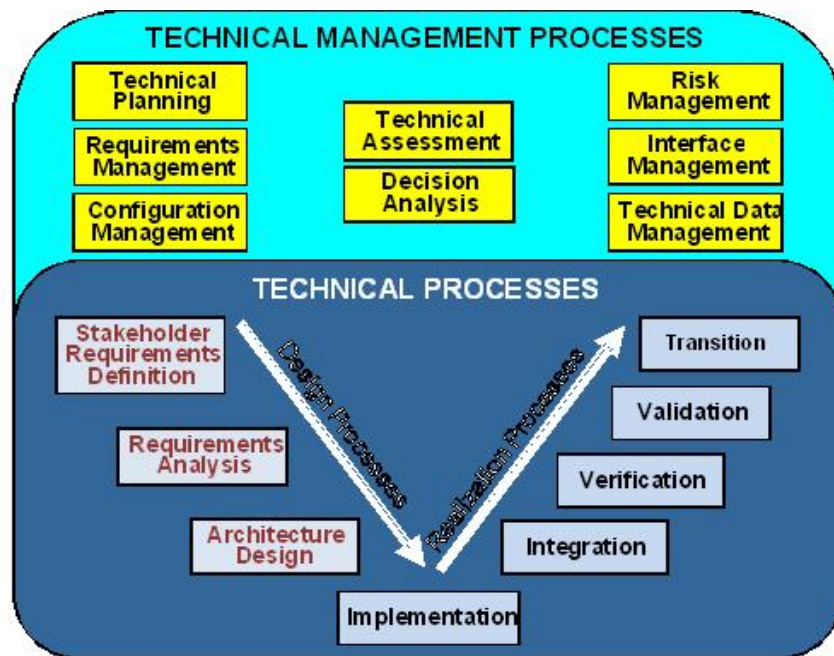 TECHNICAL MANAGEMENT PROCESSES
Technical
Planning
Requirements
Management
Configuration
Management
Technical
Assessment
Decision
Analysis
Risk
Management
Interface
Management
Technical Data
Management
TECHNICAL PROCESSES
Stakeholder
Requirements
Definition
Requirements
Analysis
Architecture
Design
Design Processes
Implementation
Realization Processes
Integration
Verification
Validation
Transition